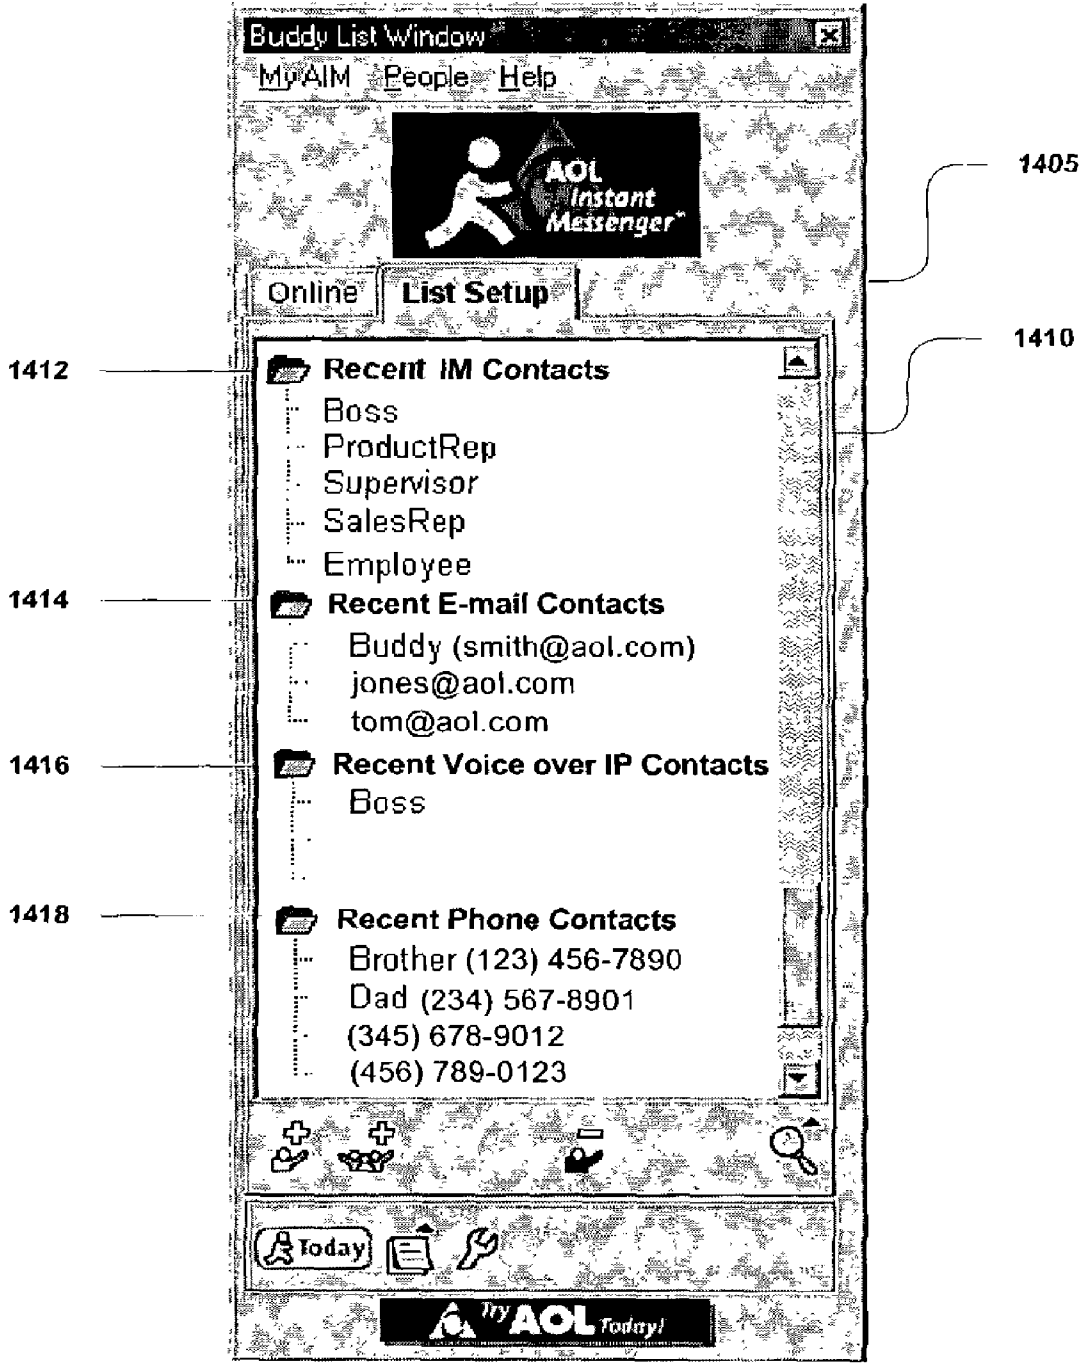 Buddy List Window
My AIM People Help
AOL
Instant
Messenger
1405
Online List Setup
1410
1412 Recent IM Contacts
Boss
ProductRep
Supervisor
SalesRep
Employee
1414 Recent E-mail Contacts
Buddy (smith@aol.com)
jones@aol.com
tom@aol.com
1416 Recent Voice over IP Contacts
Boss
1418 Recent Phone Contacts
Brother (123) 456-7890
Dad (234) 567-8901
(345) 678-9012
(456) 789-0123
Today
Try AOL Today!